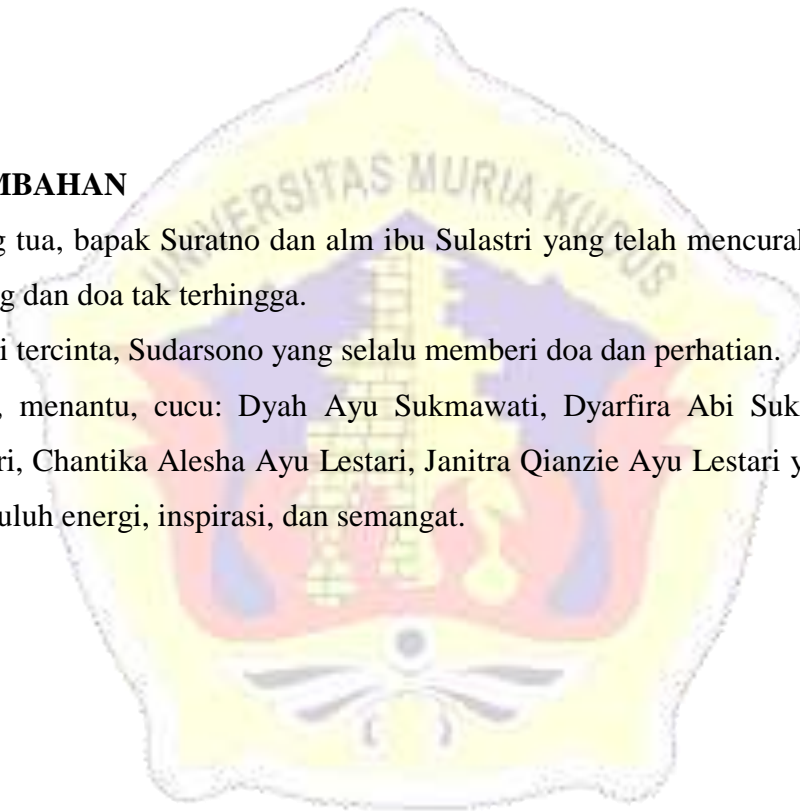 UNIVERSITAS MURIA KUDUS
MBAHAN
g tua, bapak Suratno dan alm ibu Sulastri yang telah mencural
g dan doa tak terhingga.
i tercinta, Sudarsono yang selalu memberi doa dan perhatian.
, menantu, cucu: Dyah Ayu Sukmawati, Dyarfira Abi Suk
ri, Chantika Alesha Ayu Lestari, Janitra Qianzie Ayu Lestari y
uluh energi, inspirasi, dan semangat.